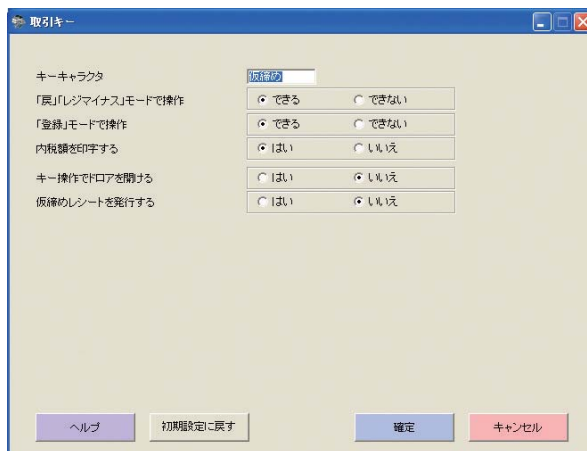 取引キー
キーキャラクタ 仮締め
「戻」「レジマイナス」モードで操作 できる できない
「登録」モードで操作 できる できない
内税額を印字する はい いいえ
キー操作でドロアを開ける はい いいえ
仮締めレシートを発行する はい いいえ
ヘルプ 初期設定に戻す 確定 キャンセル